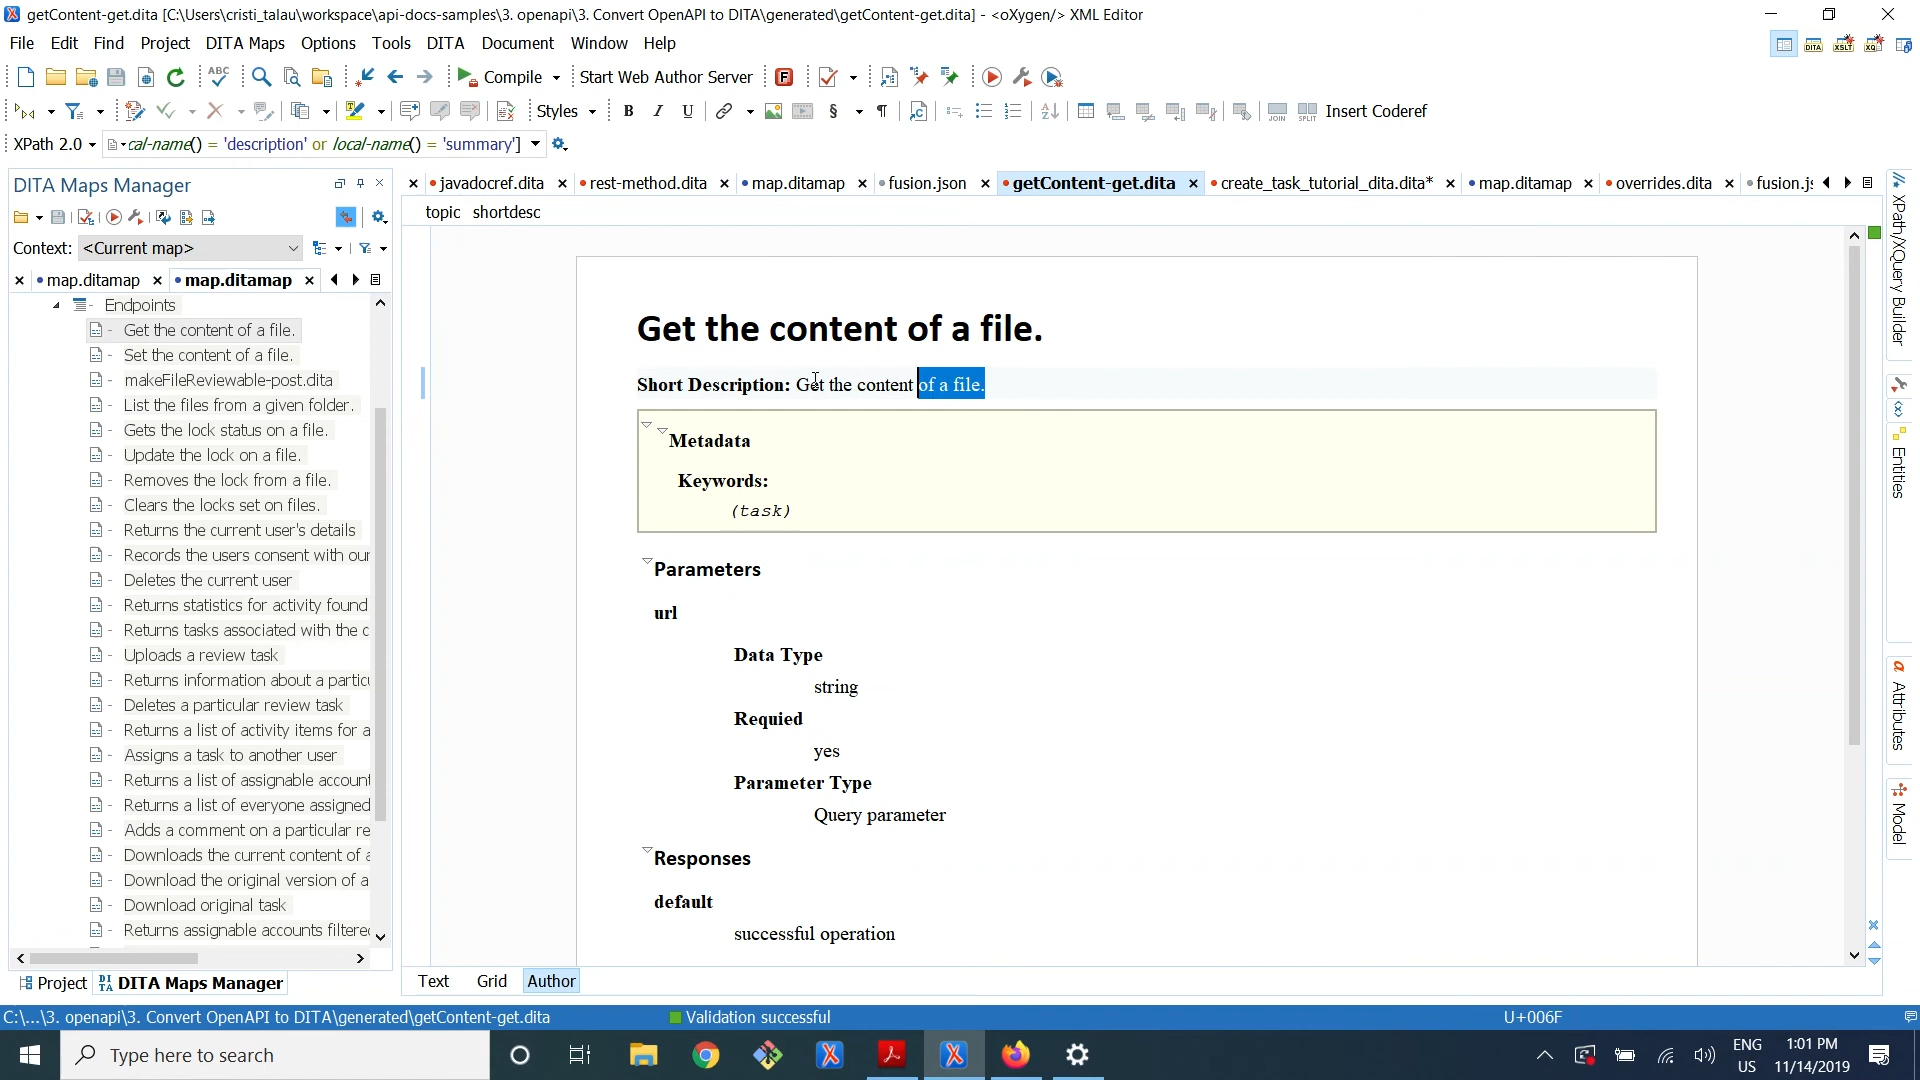 getContent-get.dita [C:\Users\cristi_talau\workspace\api-docs-samples\3. openapi\3. Convert OpenAPI to DITA\generated\getContent-get.dita] - <oXygen/> XML Editor
File Edit Find Project DITA Maps Options Tools DITA Document Window Help
DITA XSLT XQ
ABC Compile Start Web Author Server F
Styles B I U § ¶ A Z JOIN SPLIT Insert Coderef
XPath 2.0 cal-name() = 'description' or local-name() = 'summary']
DITA Maps Manager
javadocref.dita rest-method.dita map.ditamap fusion.json getContent-get.dita create_task_tutorial_dita.dita* map.ditamap overrides.dita fusion.j
topic shortdesc
Context: <Current map>
map.ditamap map.ditamap
Endpoints
Get the content of a file.
Set the content of a file.
makeFileReviewable-post.dita
List the files from a given folder.
Gets the lock status on a file.
Update the lock on a file.
Removes the lock from a file.
Clears the locks set on files.
Returns the current user's details
Records the users consent with our
Deletes the current user
Returns statistics for activity found
Returns tasks associated with the c
Uploads a review task
Returns information about a particu
Deletes a particular review task
Returns a list of activity items for a
Assigns a task to another user
Returns a list of assignable account
Returns a list of everyone assigned
Adds a comment on a particular re
Downloads the current content of a
Download the original version of a
Download original task
Returns assignable accounts filtere
Project DITA DITA Maps Manager
Get the content of a file.
Short Description: Get the content of a file.
Metadata
Keywords:
(task)
Parameters
url
Data Type
string
Requied
yes
Parameter Type
Query parameter
Responses
default
successful operation
Text Grid Author
XPath/XQuery Builder
Entities
a Attributes
Model
C:\...\3. openapi\3. Convert OpenAPI to DITA\generated\getContent-get.dita Validation successful U+006F
Type here to search
ENG
US
1:01 PM
11/14/2019